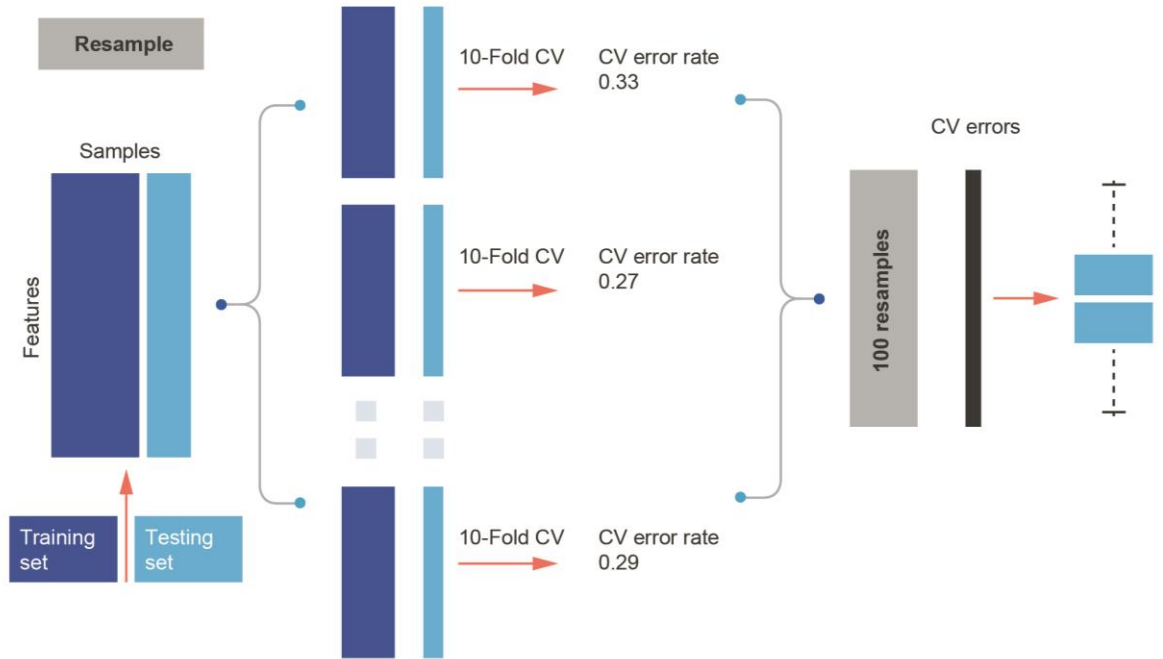 Resample
Samples
Features
Training
set
Testing
set
10-Fold CV
CV error rate
0.33
10-Fold CV
CV error rate
0.27
10-Fold CV
CV error rate
0.29
100 resamples
CV errors